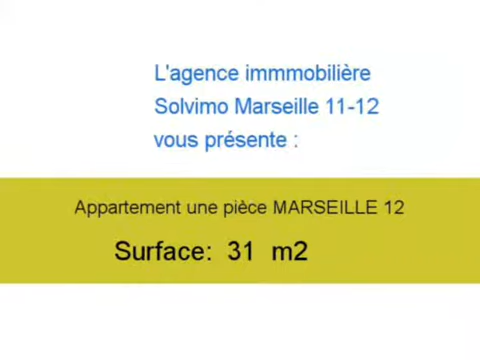 L'agence immmobilière
Solvimo Marseille 11-12
vous présente :
Appartement une pièce MARSEILLE 12
Surface: 31 m2